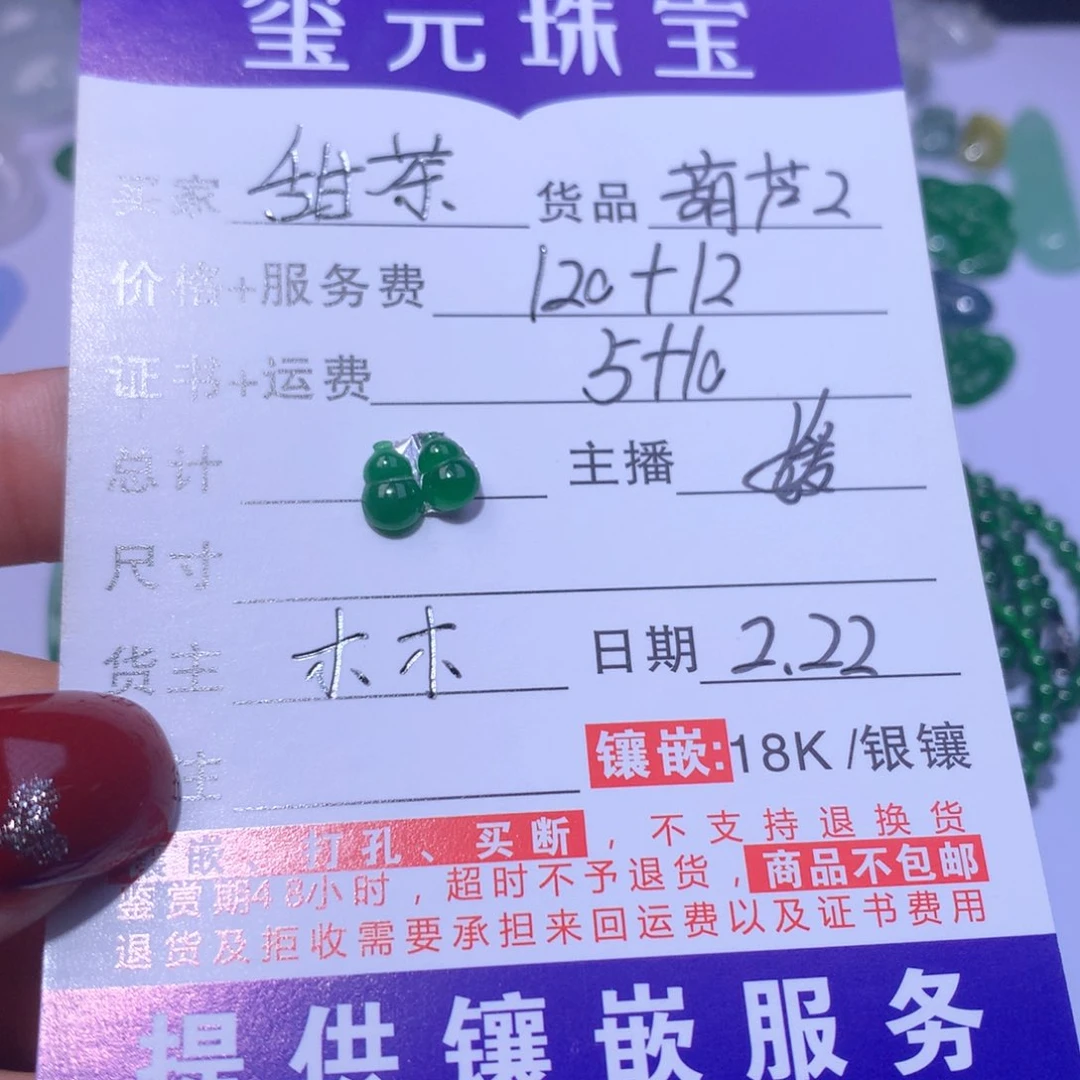 玺元珠宝
买家 甜茶 货品 葫芦2
价格+服务费 120+12
证书+运费 5+10
总计 主播
尺寸
货主 木木 日期 2.22
主 镶嵌:18K/银镶
镶嵌、打孔、买断，不支持退换货
鉴赏期48小时，超时不予退货，商品不包邮
退货及拒收需要承担来回运费以及证书费用
提供镶嵌服务